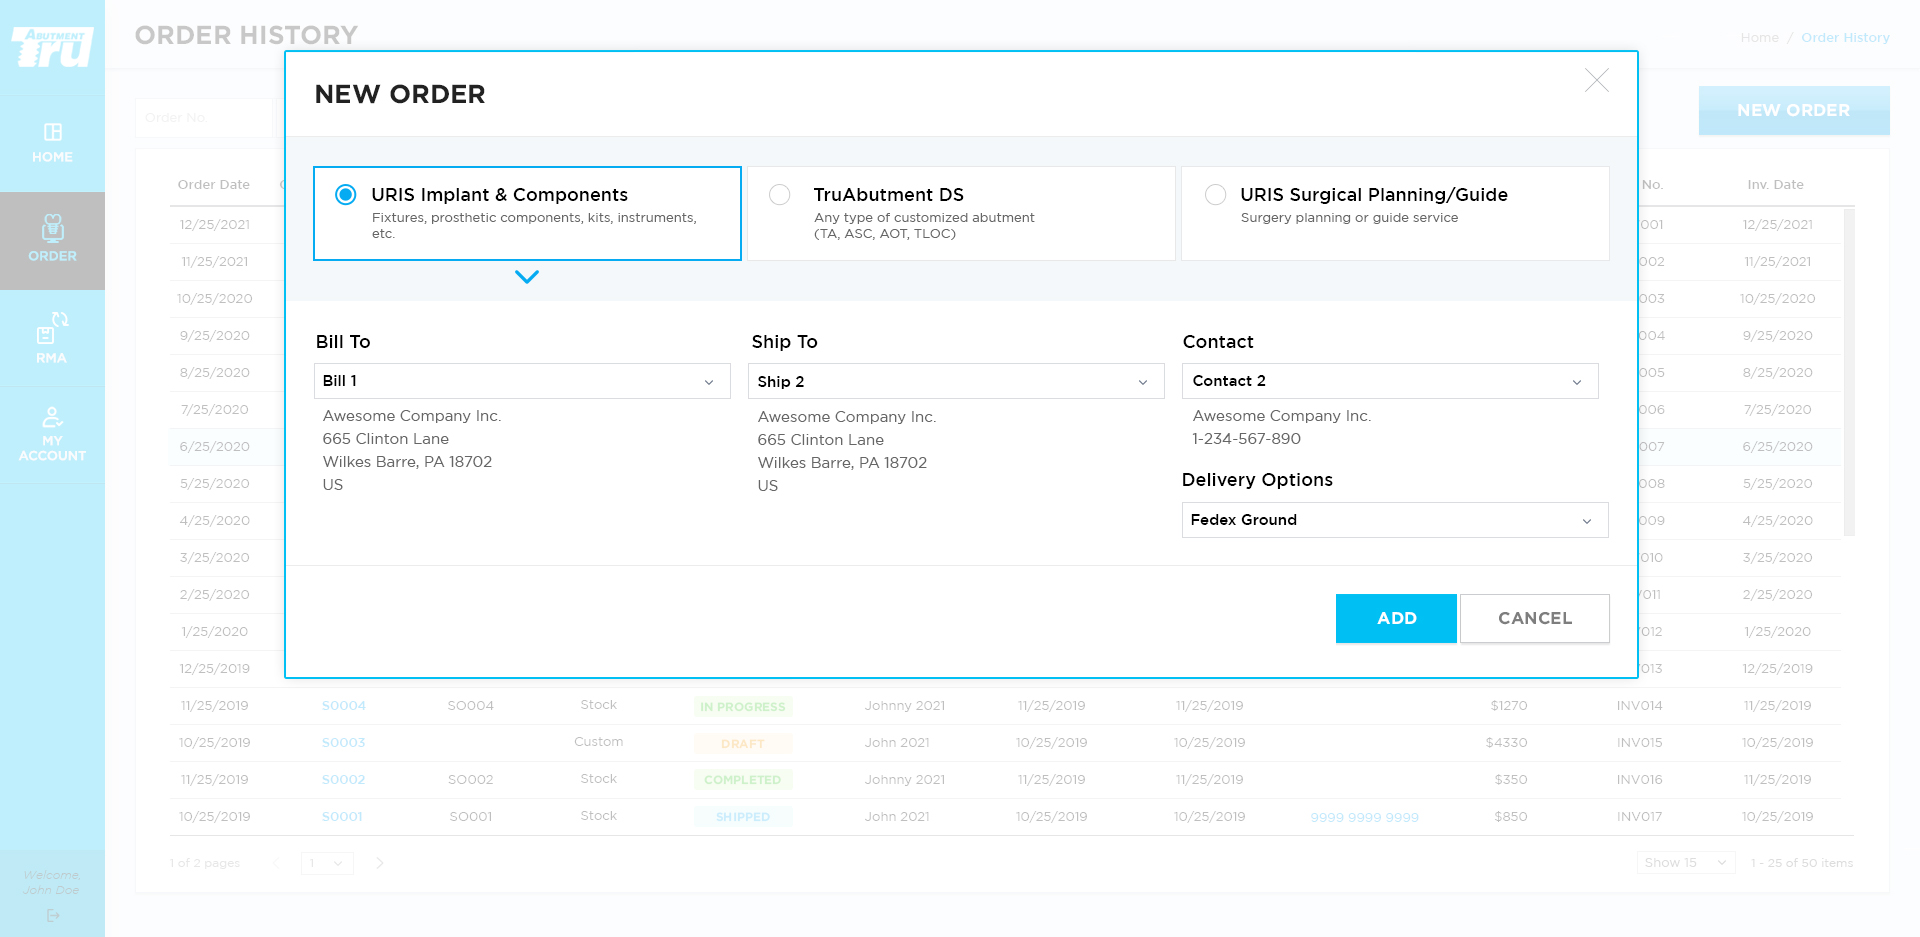 ABUTMENT
Tru
HOME
ORDER
RMA
MY
ACCOUNT
Welcome,
John Doe
ORDER HISTORY
Home / Order History
Order No.
NEW ORDER
NEW ORDER
URIS Implant & Components
Fixtures, prosthetic components, kits, instruments,
etc.
TruAbutment DS
Any type of customized abutment
(TA, ASC, AOT, TLOC)
URIS Surgical Planning/Guide
Surgery planning or guide service
Bill To
Bill 1
Awesome Company Inc.
665 Clinton Lane
Wilkes Barre, PA 18702
US
Ship To
Ship 2
Awesome Company Inc.
665 Clinton Lane
Wilkes Barre, PA 18702
US
Contact
Contact 2
Awesome Company Inc.
1-234-567-890
Delivery Options
Fedex Ground
ADD CANCEL
Order Date No. Inv. Date
12/25/2021 001 12/25/2021
11/25/2021 002 11/25/2021
10/25/2020 003 10/25/2020
9/25/2020 004 9/25/2020
8/25/2020 005 8/25/2020
7/25/2020 006 7/25/2020
6/25/2020 007 6/25/2020
5/25/2020 008 5/25/2020
4/25/2020 009 4/25/2020
3/25/2020 010 3/25/2020
2/25/2020 011 2/25/2020
1/25/2020 012 1/25/2020
12/25/2019 013 12/25/2019
11/25/2019 S0004 SO004 Stock IN PROGRESS Johnny 2021 11/25/2019 11/25/2019 $1270 INV014 11/25/2019
10/25/2019 S0003 Custom DRAFT John 2021 10/25/2019 10/25/2019 $4330 INV015 10/25/2019
11/25/2019 S0002 SO002 Stock COMPLETED Johnny 2021 11/25/2019 11/25/2019 $350 INV016 11/25/2019
10/25/2019 S0001 SO001 Stock SHIPPED John 2021 10/25/2019 10/25/2019 9999 9999 9999 $850 INV017 10/25/2019
1 of 2 pages 1 Show 15 1 - 25 of 50 items